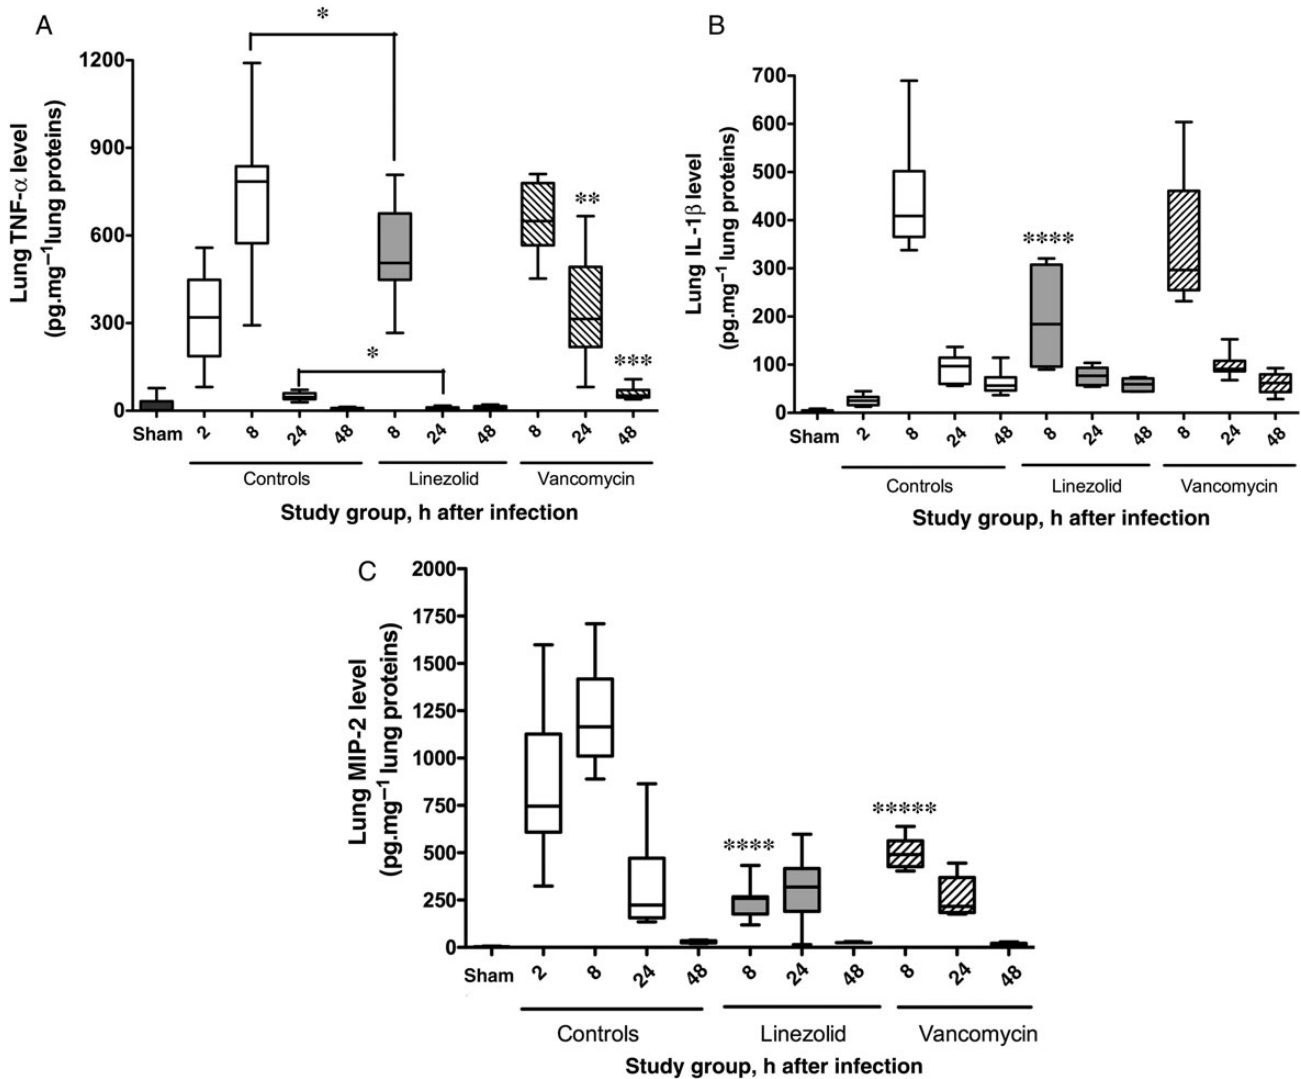 A
*
1200
900
600
300
0
Lung TNF-α level
(pg.mg⁻¹lung proteins)
**
*
***
Sham 2 8 24 48 8 24 48 8 24 48
Controls Linezolid Vancomycin
Study group, h after infection
B
700
600
500
400
300
200
100
0
Lung IL-1β level
(pg.mg⁻¹ lung proteins)
****
Sham 2 8 24 48 8 24 48 8 24 48
Controls Linezolid Vancomycin
Study group, h after infection
C
2000
1750
1500
1250
1000
750
500
250
0
Lung MIP-2 level
(pg.mg⁻¹ lung proteins)
*****
****
Sham 2 8 24 48 8 24 48 8 24 48
Controls Linezolid Vancomycin
Study group, h after infection